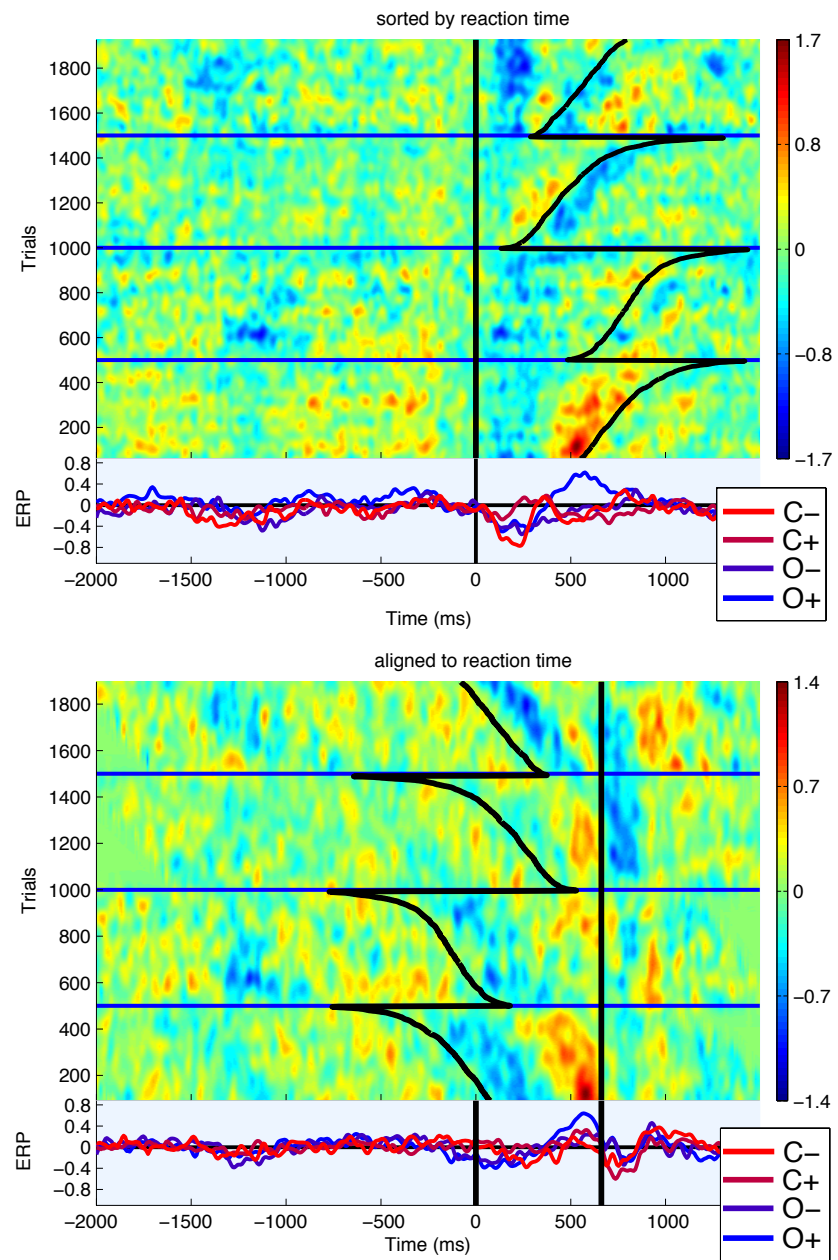 sorted by reaction time
1.7
0.8
0
−0.8
−1.7
1800
1600
1400
1200
1000
800
600
400
200
Trials
0.8
0.4
0
−0.4
−0.8
ERP
−2000 −1500 −1000 −500 0 500 1000
Time (ms)
C−
C+
O−
O+
aligned to reaction time
1.4
0.7
0
−0.7
−1.4
1800
1600
1400
1200
1000
800
600
400
200
Trials
0.8
0.4
0
−0.4
−0.8
ERP
−2000 −1500 −1000 −500 0 500 1000
Time (ms)
C−
C+
O−
O+